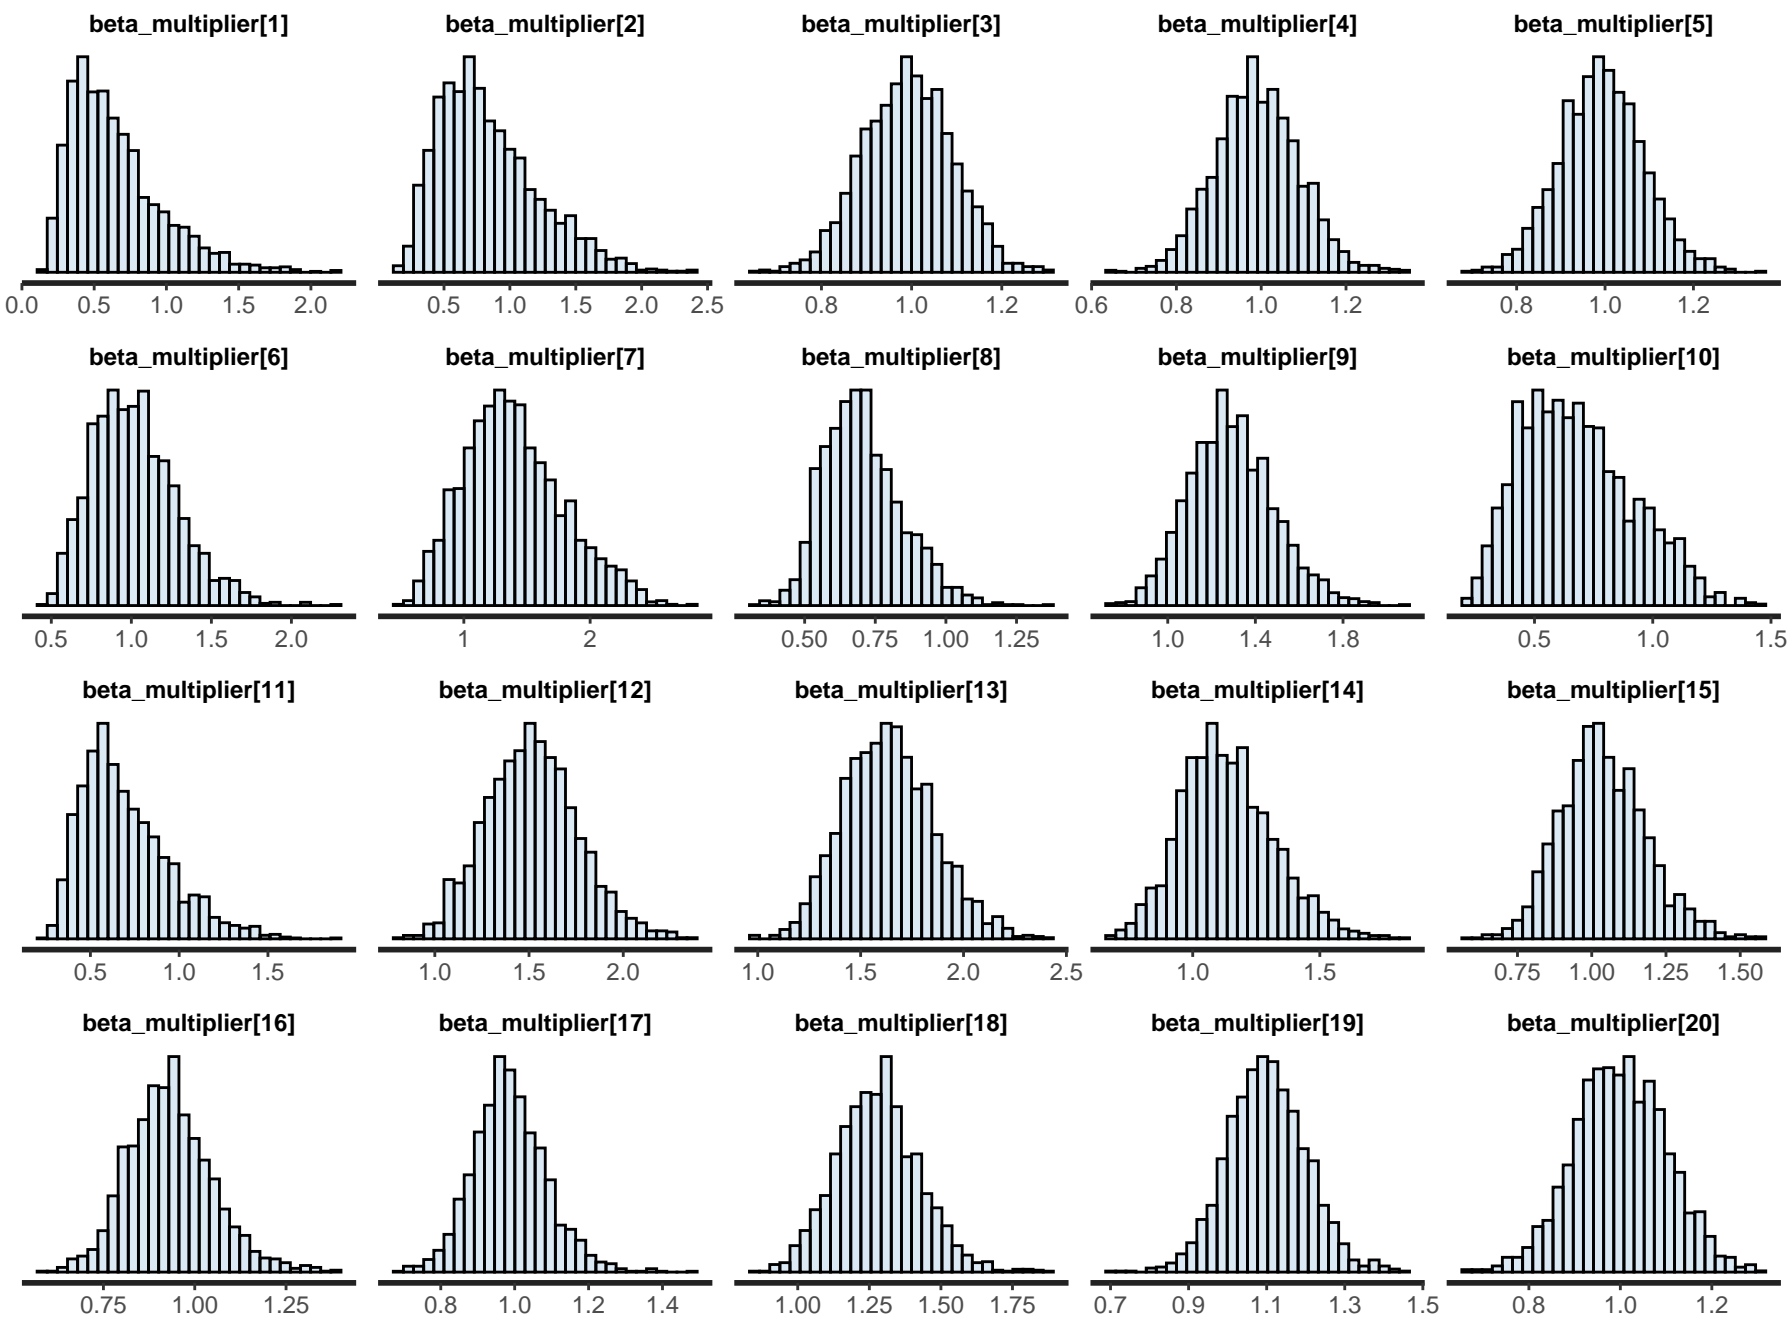 beta_multiplier[1] beta_multiplier[2] beta_multiplier[3] beta_multiplier[4] beta_multiplier[5]
0.0 0.5 1.0 1.5 2.0 0.5 1.0 1.5 2.0 2.5 0.8 1.0 1.2 0.6 0.8 1.0 1.2 0.8 1.0 1.2
beta_multiplier[6] beta_multiplier[7] beta_multiplier[8] beta_multiplier[9] beta_multiplier[10]
0.5 1.0 1.5 2.0 1 2 0.50 0.75 1.00 1.25 1.0 1.4 1.8 0.5 1.0 1.5
beta_multiplier[11] beta_multiplier[12] beta_multiplier[13] beta_multiplier[14] beta_multiplier[15]
0.5 1.0 1.5 1.0 1.5 2.0 1.0 1.5 2.0 2.5 1.0 1.5 0.75 1.00 1.25 1.50
beta_multiplier[16] beta_multiplier[17] beta_multiplier[18] beta_multiplier[19] beta_multiplier[20]
0.75 1.00 1.25 0.8 1.0 1.2 1.4 1.00 1.25 1.50 1.75 0.7 0.9 1.1 1.3 1.5 0.8 1.0 1.2